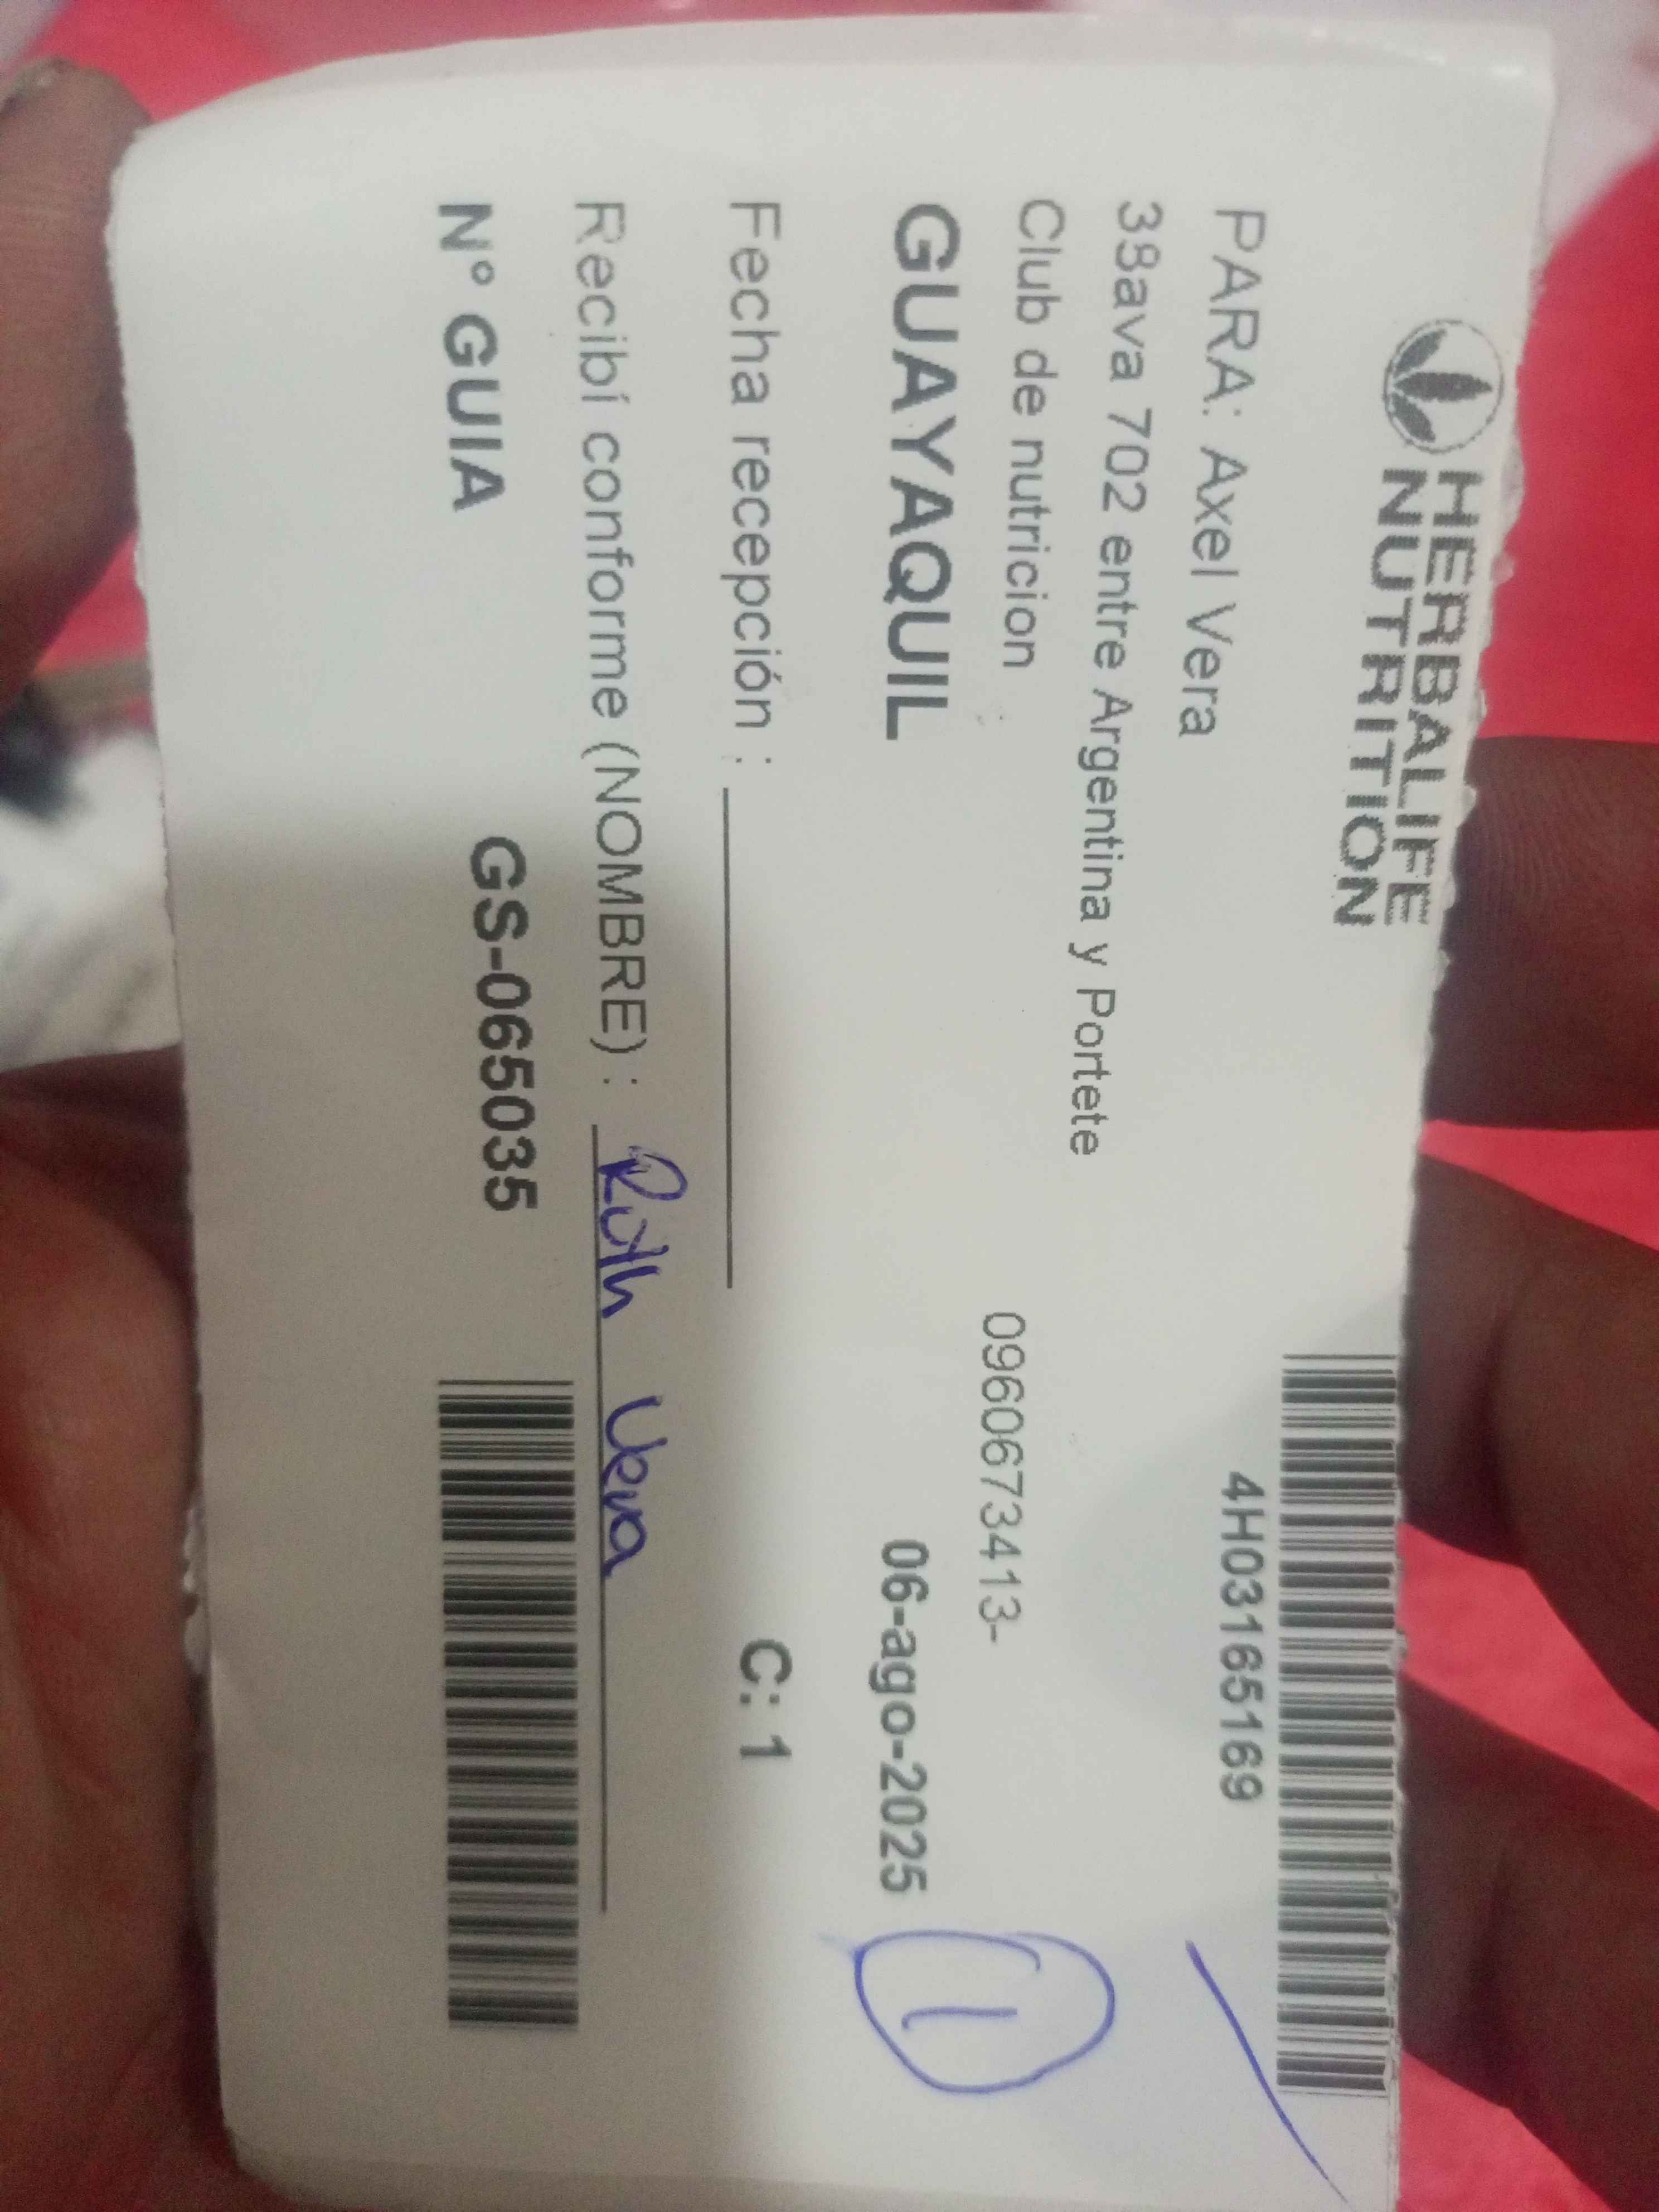 HERBALIFE
NUTRITION
4H03165169
PARA: Axel Vera
38ava 702 entre Argentina y Portete
Club de nutricion
0960673413-
GUAYAQUIL
06-ago-2025
1
Fecha recepción :
C: 1
Recibí conforme (NOMBRE) : Ruth Vera
N° GUIA GS-065035